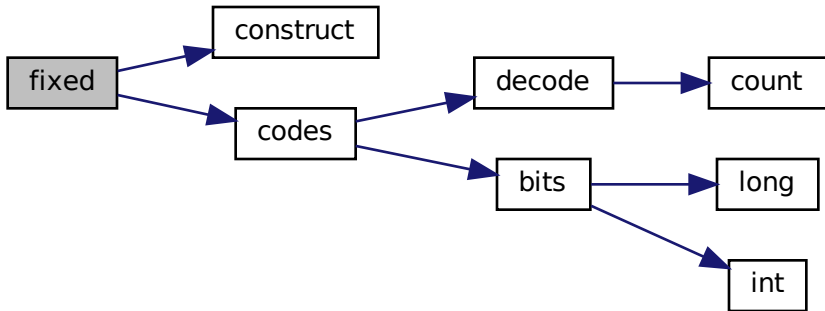 construct
fixed
decode
count
codes
bits
long
int